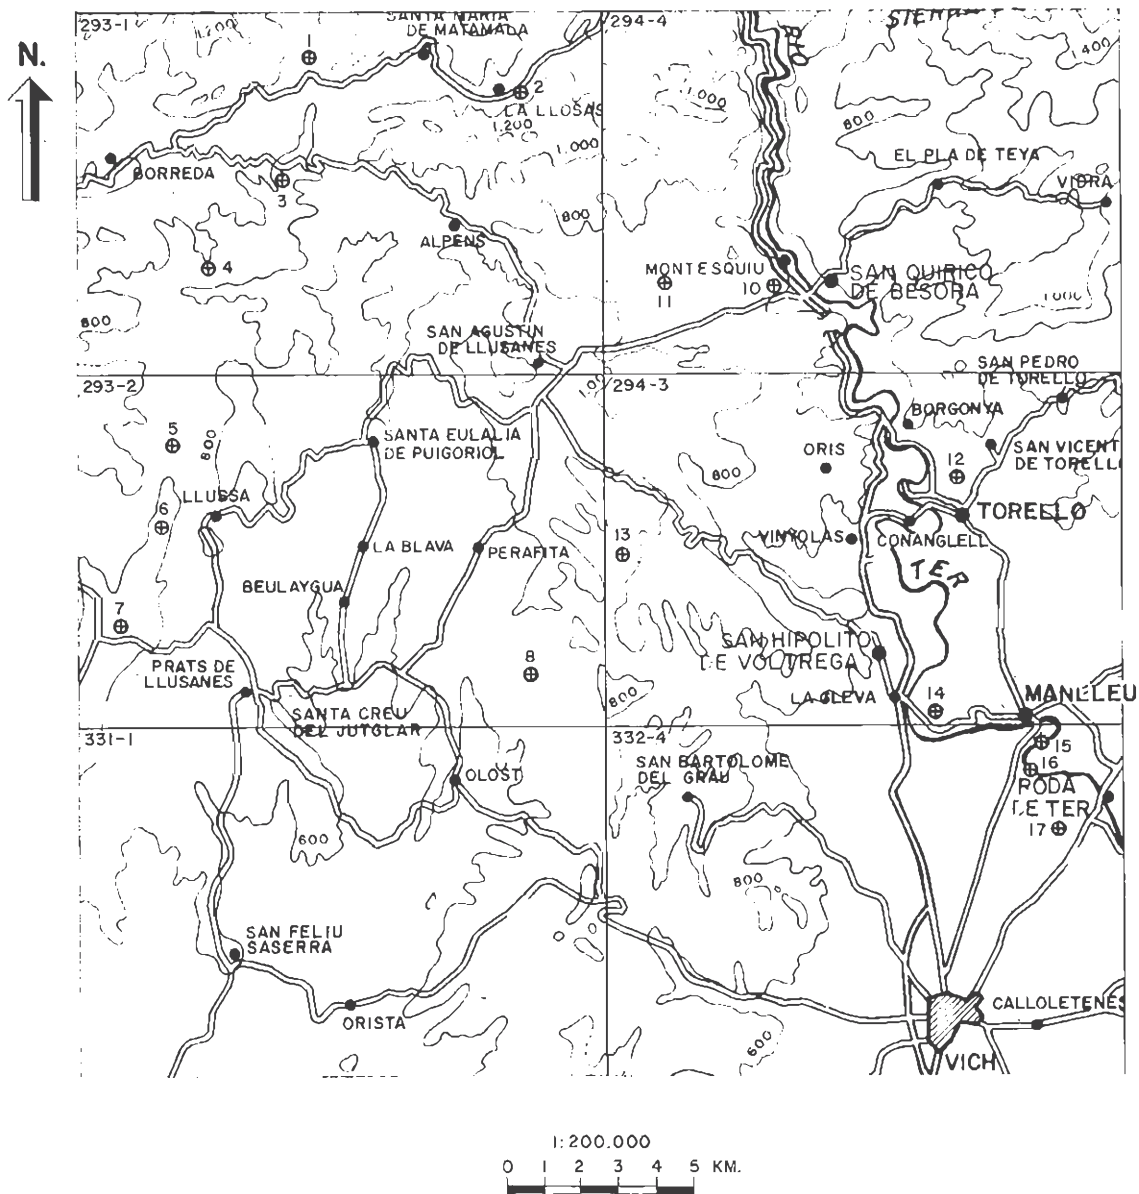 293-1
SANTA MARIA
DE MATAMADA
294-4
SIERRA
N.
1.200
1
1.400
2
LA LLOSAS
1.200
1.000
800
1.000
EL PLA DE TEYA
BORREDA
3
VIDRA
800
ALPENS
4
MONTESQUIU
10
11
SAN QUIRICO
DE BESORA
1000
800
SAN AGUSTIN
DE LLUSANES
SAN PEDRO
DE TORELLO
293-2
294-3
BORGONYA
5
800
SANTA EULALIA
DE PUIGORIOL
ORIS
800
12
SAN VICENT
DE TORELLO
LLUSSA
6
TORELLO
13
VINYOLAS
CONANGLELL
LA BLAVA
PERAFITA
TER
BEULAYGUA
7
SAN HIPOLITO
DE VOLTREGA
8
PRATS DE
LLUSANES
800
LA GLEVA
14
MANLLEU
SANTA CREU
DEL JUTGLAR
331-1
332-4
15
SAN BARTOLOME
DEL GRAU
16
OLOST
RODA
DE TER
17
600
800
SAN FELIU
SASERRA
ORISTA
CALLOLETENES
600
VICH
1:200.000
0 1 2 3 4 5 KM.